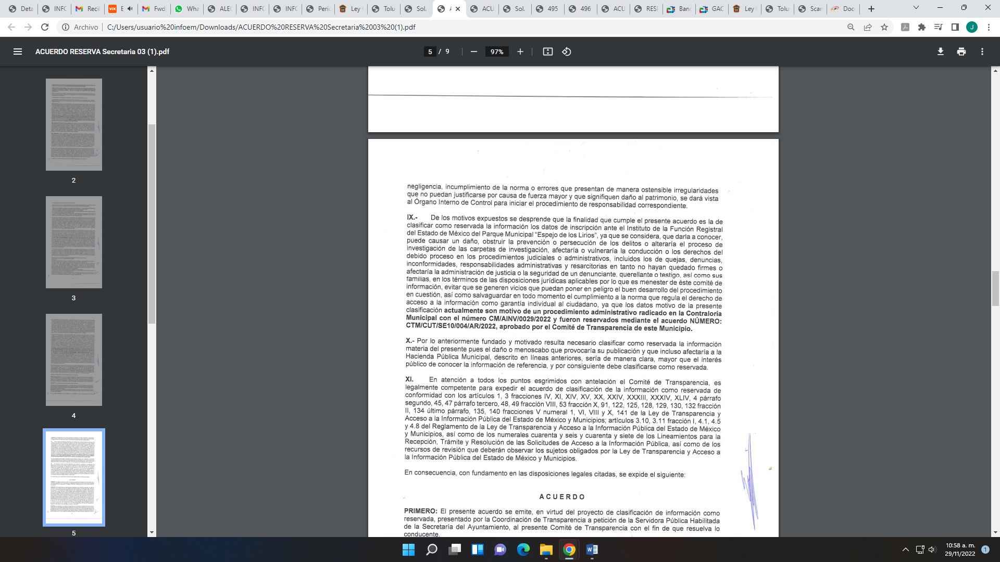 Deta
INFC
Recil
E
Fwd.
Wha
ALEC
INFC
INFC
Peric
Ley
Tolu
Sol.
ACU
Sol.
495
496
ACU
RESI
Banc
GAC
Ley
Tolu
Scar
Doc
Archivo
C:/Users/usuario%20infoem/Downloads/ACUERDO%20RESERVA%20Secretaria%2003%20(1).pdf
J
ACUERDO RESERVA Secretaria 03 (1).pdf
5 / 9
97%
2
3
4
5
negligencia, incumplimiento de la norma o errores que presentan de manera ostensible irregularidades
que no puedan justificarse por causa de fuerza mayor y que signifiquen daño al patrimonio, se dará vista
al Órgano Interno de Control para iniciar el procedimiento de responsabilidad correspondiente.
IX.- De los motivos expuestos se desprende que la finalidad que cumple el presente acuerdo es la de
clasificar como reservada la información los datos de inscripción ante el Instituto de la Función Registral
del Estado de México del Parque Municipal "Espejo de los Lirios", ya que se considera, que darla a conocer,
puede causar un daño, obstruir la prevención o persecución de los delitos o alteraría el proceso de
investigación de las carpetas de investigación, afectaría o vulneraría la conducción o los derechos del
debido proceso en los procedimientos judiciales o administrativos, incluidos los de quejas, denuncias,
inconformidades, responsabilidades administrativas y resarcitorias en tanto no hayan quedado firmes o
afectaría la administración de justicia o la seguridad de un denunciante, querellante o testigo, así como sus
familias, en los términos de las disposiciones jurídicas aplicables por lo que es menester de éste comité de
información, evitar que se generen vicios que puedan poner en peligro el buen desarrollo del procedimiento
en cuestión, así como salvaguardar en todo momento el cumplimiento a la norma que regula el derecho de
acceso a la información como garantía individual al ciudadano, ya que los datos motivo de la presente
clasificación actualmente son motivo de un procedimiento administrativo radicado en la Contraloría
Municipal con el número CM/AINV/0029/2022 y fueron reservados mediante el acuerdo NÚMERO:
CTM/CUT/SE10/004/AR/2022, aprobado por el Comité de Transparencia de este Municipio.
X.- Por lo anteriormente fundado y motivado resulta necesario clasificar como reservada la información
materia del presente pues el daño o menoscabo que provocaría su publicación y que incluso afectaría a la
Hacienda Pública Municipal, descrito en líneas anteriores, sería de manera clara, mayor que el interés
público de conocer la información de referencia, y por consiguiente debe clasificarse como reservada.
XI. En atención a todos los puntos esgrimidos con antelación el Comité de Transparencia, es
legalmente competente para expedir el acuerdo de clasificación de la información como reservada de
conformidad con los artículos 1, 3 fracciones IV, XI, XIV, XV, XX, XXIV, XXXIII, XXXIV, XLIV, 4 párrafo
segundo, 45, 47 párrafo tercero, 48, 49 fracción VIII, 53 fracción X, 91, 122, 125, 128, 129, 130, 132 fracción
II, 134 último párrafo, 135, 140 fracciones V numeral 1, VI, VIII y X, 141 de la Ley de Transparencia y
Acceso a la Información Pública del Estado de México y Municipios; artículos 3.10, 3.11 fracción I, 4.1, 4.5
y 4.8 del Reglamento de la Ley de Transparencia y Acceso a la Información Pública del Estado de México
y Municipios, así como de los numerales cuarenta y seis y cuarenta y siete de los Lineamientos para la
Recepción, Trámite y Resolución de las Solicitudes de Acceso a la Información Pública, así como de los
recursos de revisión que deberán observar los sujetos obligados por la Ley de Transparencia y Acceso a
la Información Pública del Estado de México y Municipios.
En consecuencia, con fundamento en las disposiciones legales citadas, se expide el siguiente:
A C U E R D O
PRIMERO: El presente acuerdo se emite, en virtud del proyecto de clasificación de información como
reservada, presentado por la Coordinación de Transparencia a petición de la Servidora Pública Habilitada
de la Secretaría del Ayuntamiento, al presente Comité de Transparencia con el fin de que resuelva lo
conducente.
10:58 a. m.
29/11/2022
1